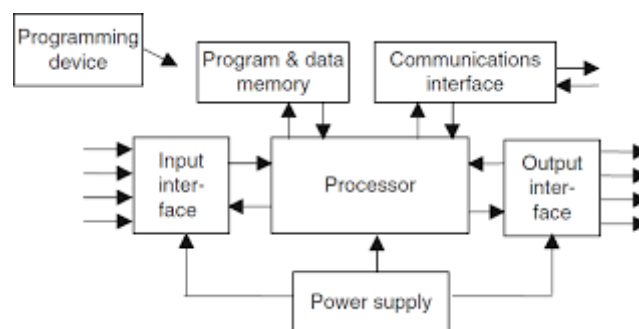 Programming
device
Program & data
memory
Communications
interface
Input
inter-
face
Processor
Output
inter-
face
Power supply